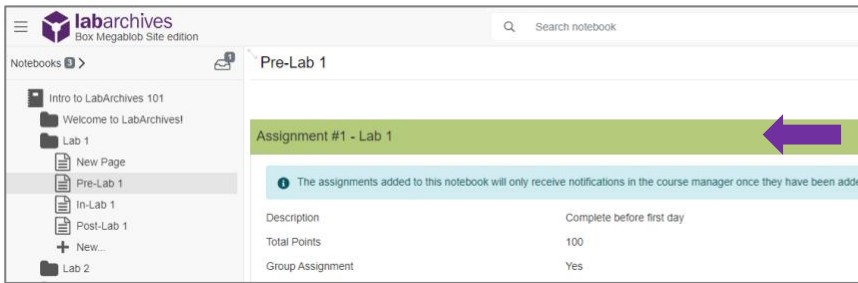 labarchives
Box Megablob Site edition
Search notebook
Notebooks 3 >
1
Pre-Lab 1
Intro to LabArchives 101
Welcome to LabArchives!
Lab 1
New Page
Pre-Lab 1
In-Lab 1
Post-Lab 1
New...
Lab 2
Assignment #1 - Lab 1
The assignments added to this notebook will only receive notifications in the course manager once they have been adde
Description Complete before first day
Total Points 100
Group Assignment Yes